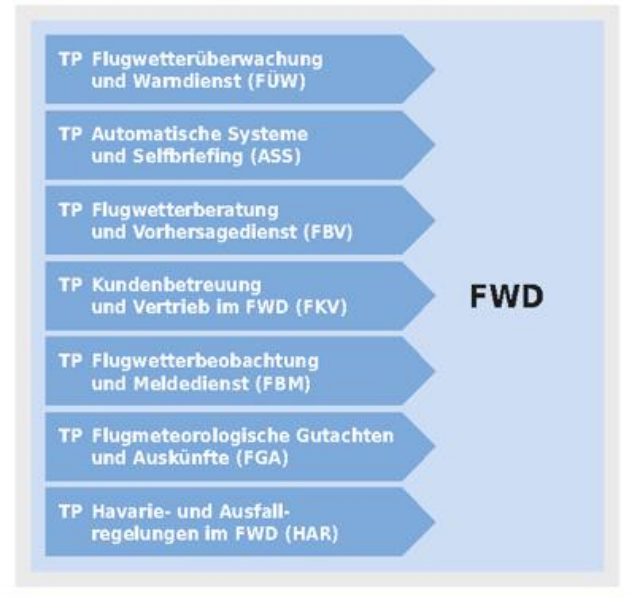 TP Flugwetterüberwachung
und Warndienst (FÜW)
TP Automatische Systeme
und Selfbriefing (ASS)
TP Flugwetterberatung
und Vorhersagedienst (FBV)
TP Kundenbetreuung
und Vertrieb im FWD (FKV)
TP Flugwetterbeobachtung
und Meldedienst (FBM)
TP Flugmeteorologische Gutachten
und Auskünfte (FGA)
TP Havarie- und Ausfall-
regelungen im FWD (HAR)
FWD